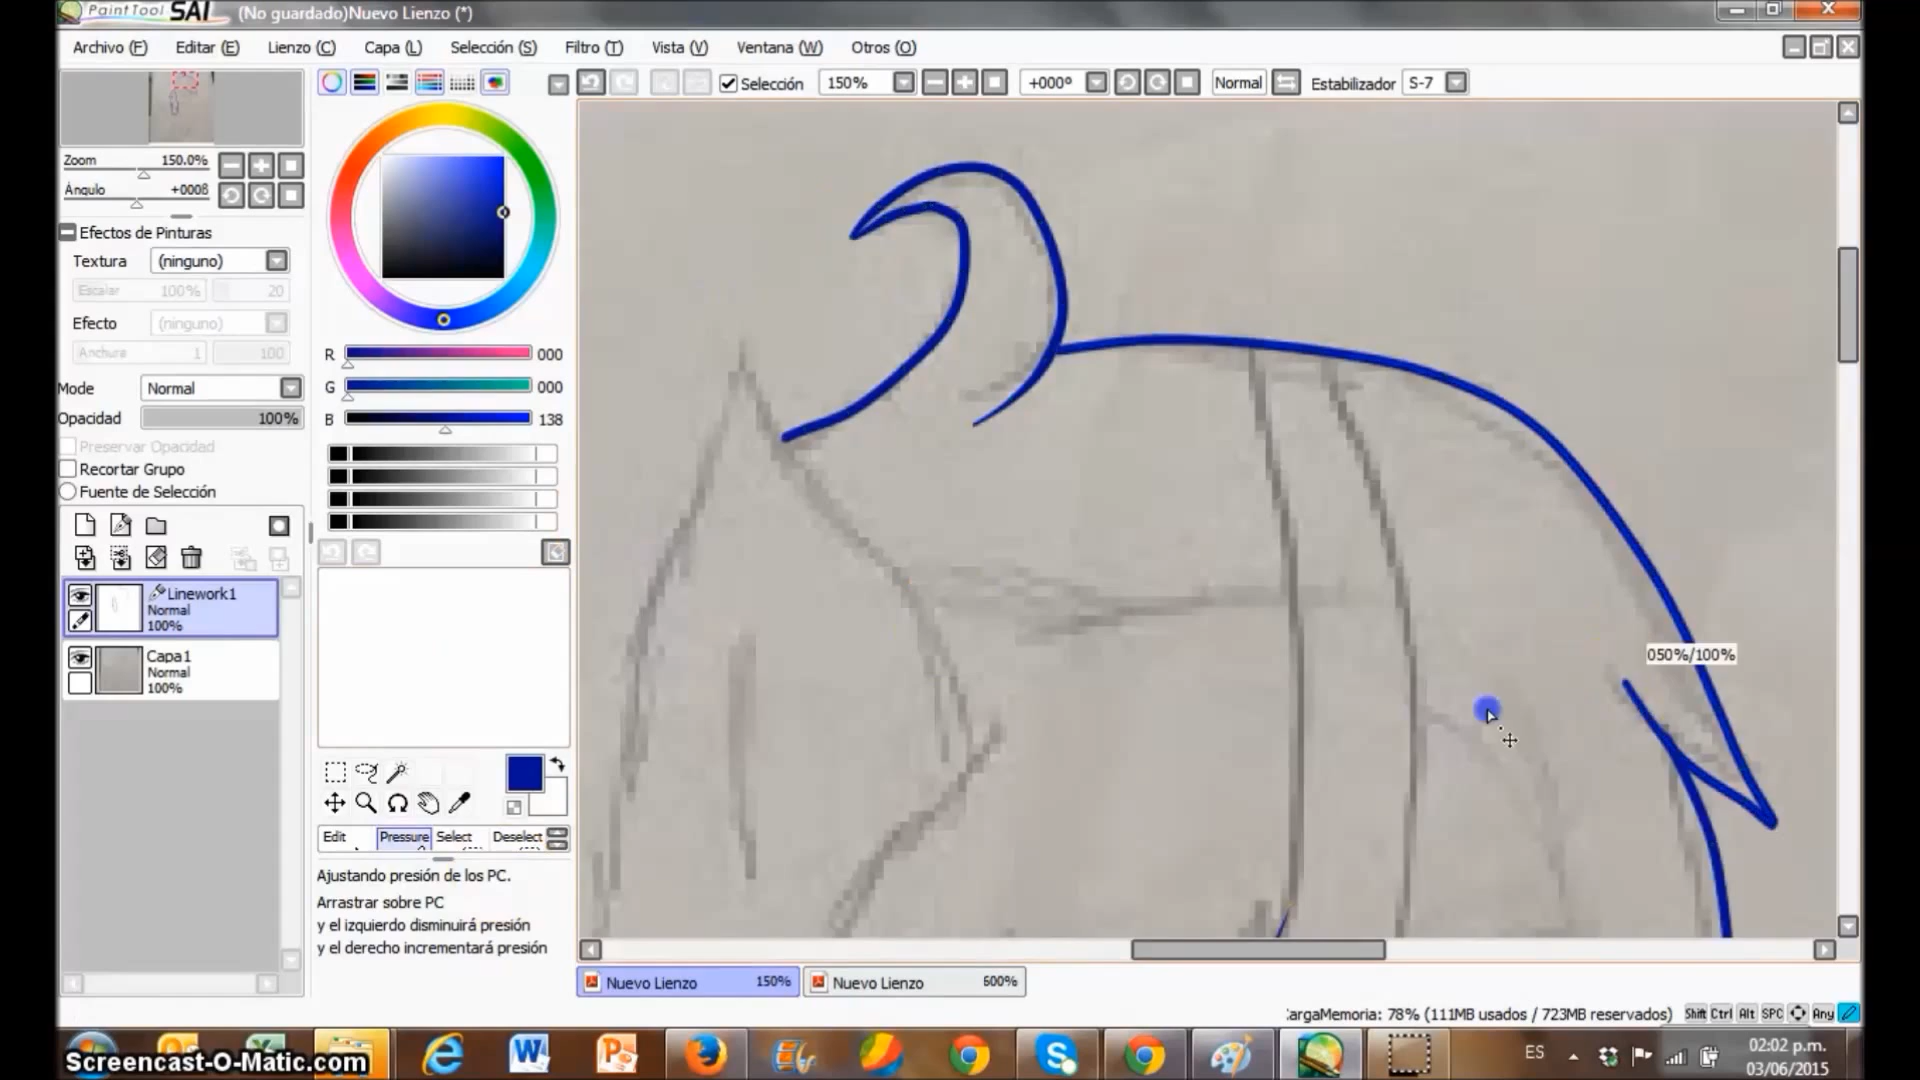 PaintTool SAI (No guardado)Nuevo Lienzo (*)
Archivo (F) Editar (E) Lienzo (C) Capa (L) Selección (S) Filtro (T) Vista (V) Ventana (W) Otros (O)
Selección 150% +000º Normal Estabilizador S-7
Zoom 150.0%
Ángulo +000ß
Efectos de Pinturas
Textura (ninguno)
Escalar 100% 20
Efecto (ninguno)
Anchura 1 100
Mode Normal
Opacidad 100%
Preservar Opacidad
Recortar Grupo
Fuente de Selección
Linework1
Normal
100%
Capa1
Normal
100%
R 000
G 000
B 138
Edit Pressure Select Deselect
Ajustando presión de los PC.
Arrastrar sobre PC
y el izquierdo disminuirá presión
y el derecho incrementará presión
050%/100%
Nuevo Lienzo 150% Nuevo Lienzo 600%
CargaMemoria: 78% (111MB usados / 723MB reservados) Shift Ctrl Alt SPC Any
Screencast-O-Matic.com
ES 02:02 p.m.
03/06/2015